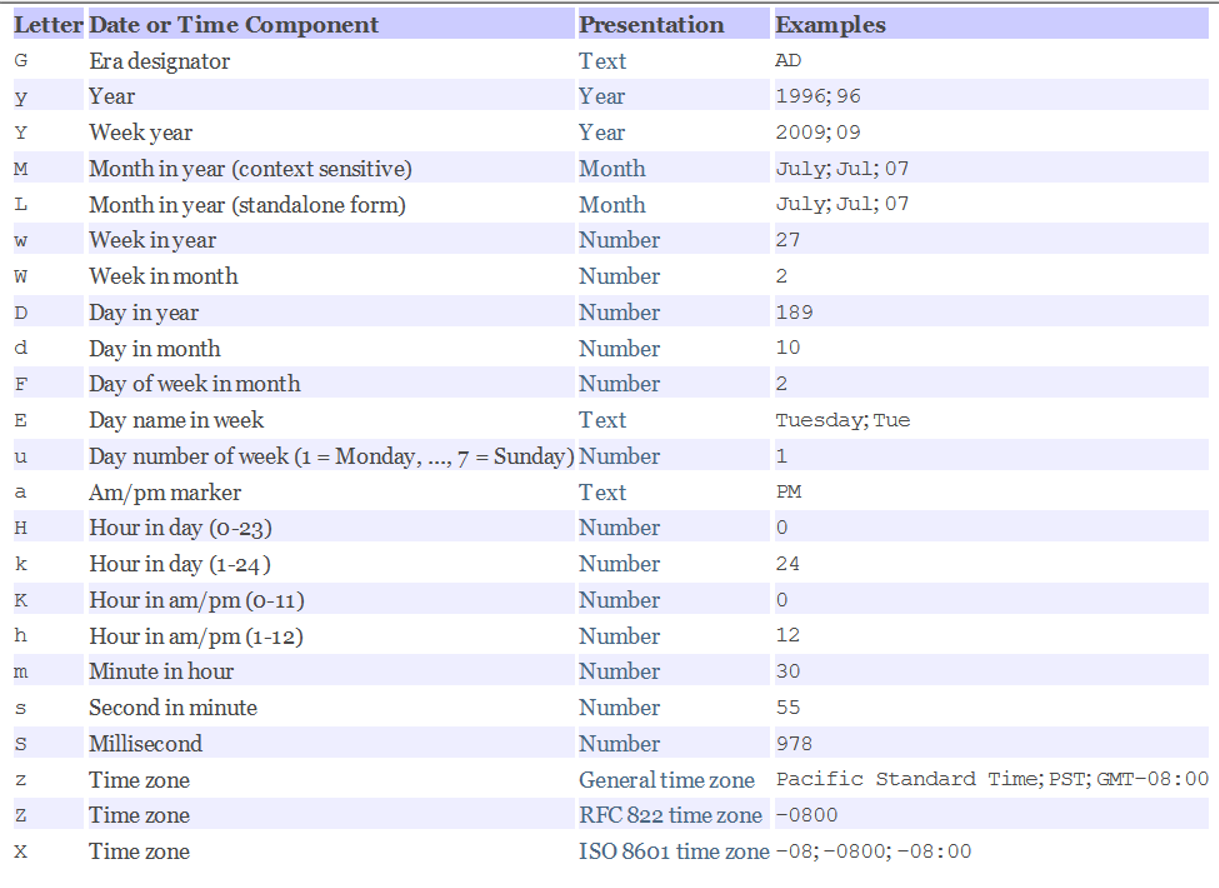 Letter Date or Time Component Presentation Examples
G Era designator Text AD
y Year Year 1996; 96
Y Week year Year 2009; 09
M Month in year (context sensitive) Month July; Jul; 07
L Month in year (standalone form) Month July; Jul; 07
w Week in year Number 27
W Week in month Number 2
D Day in year Number 189
d Day in month Number 10
F Day of week in month Number 2
E Day name in week Text Tuesday; Tue
u Day number of week (1 = Monday, ..., 7 = Sunday) Number 1
a Am/pm marker Text PM
H Hour in day (0-23) Number 0
k Hour in day (1-24) Number 24
K Hour in am/pm (0-11) Number 0
h Hour in am/pm (1-12) Number 12
m Minute in hour Number 30
s Second in minute Number 55
S Millisecond Number 978
z Time zone General time zone Pacific Standard Time; PST; GMT-08:00
Z Time zone RFC 822 time zone -0800
X Time zone ISO 8601 time zone -08; -0800; -08:00